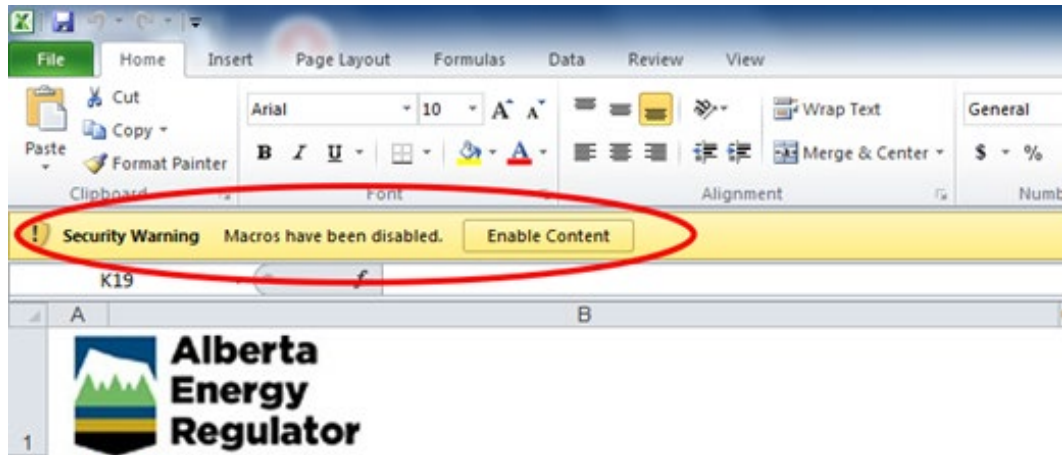 File Home Insert Page Layout Formulas Data Review View
Cut
Copy
Format Painter
Paste
Clipboard
Arial 10 A A
B I U A
Font
Wrap Text
Merge & Center
Alignment
General
$ %
! Security Warning Macros have been disabled. Enable Content
K19 f
A B
1
Alberta
Energy
Regulator